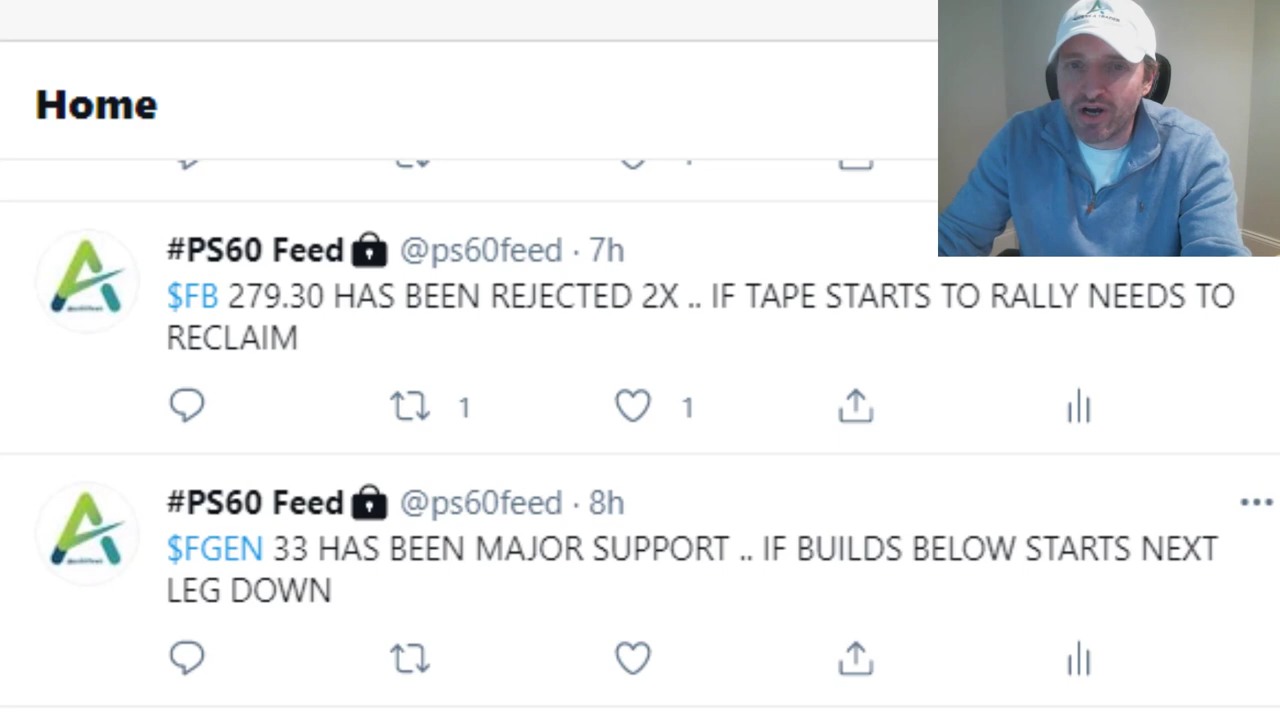 Home
#PS60 Feed @ps60feed · 7h
$FB 279.30 HAS BEEN REJECTED 2X .. IF TAPE STARTS TO RALLY NEEDS TO
RECLAIM
1 1
#PS60 Feed @ps60feed · 8h
$FGEN 33 HAS BEEN MAJOR SUPPORT .. IF BUILDS BELOW STARTS NEXT
LEG DOWN